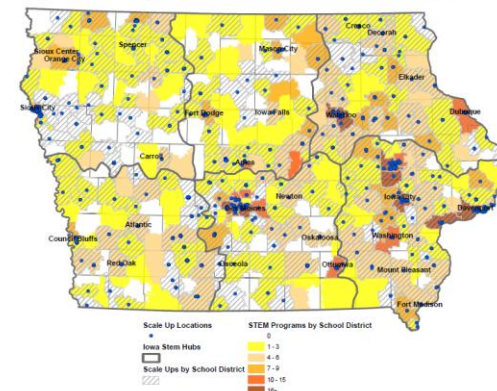 Cresco
Decorah
Spencer
Mason City
Sioux Center
Orange City
Elkader
Sioux City
Fort Dodge
Iowa Falls
Waterloo
Dubuque
Carroll
Ames
Newton
Iowa City
Davenport
Des Moines
Atlantic
Council Bluffs
Oskaloosa
Washington
Red Oak
Osceola
Ottumwa
Mount Pleasant
Fort Madison
Scale Up Locations
STEM Programs by School District
0
Iowa Stem Hubs
1 - 3
4 - 6
Scale Ups by School District
7 - 9
10 - 15
16+